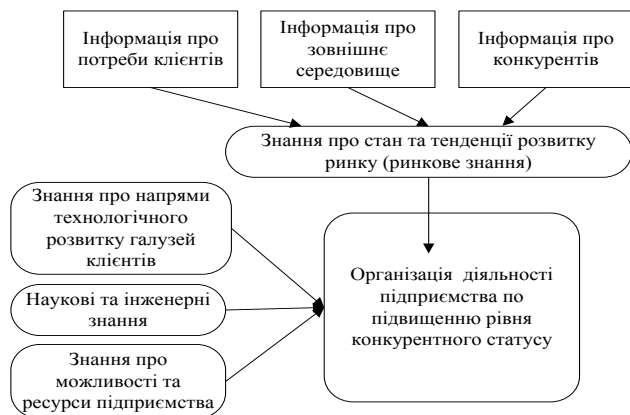 Інформація про
потреби клієнтів
Інформація про
зовнішнє
середовище
Інформація про
конкурентів
Знання про стан та тенденції розвитку
ринку (ринкове знання)
Знання про напрями
технологічного
розвитку галузей
клієнтів
Наукові та інженерні
знання
Знання про
можливості та
ресурси підприємства
Організація діяльності
підприємства по
підвищенню рівня
конкурентного статусу